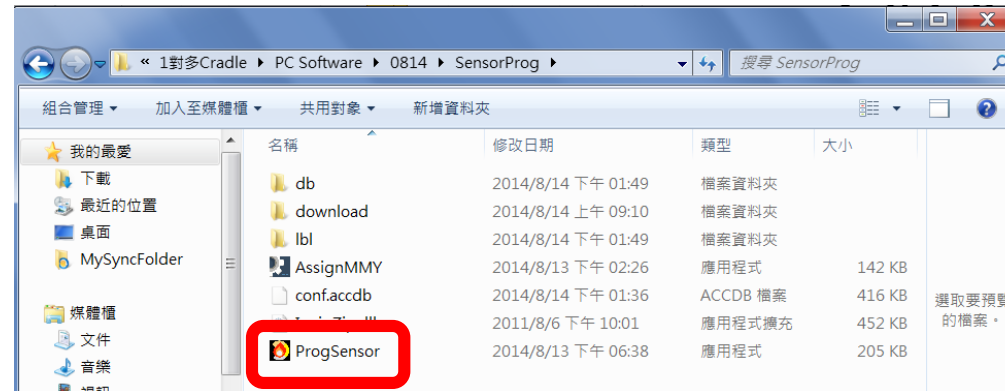 « 1對多Cradle ▸ PC Software ▸ 0814 ▸ SensorProg ▸
搜尋 SensorProg
組合管理 加入至媒體櫃 共用對象 新增資料夾
我的最愛
下載
最近的位置
桌面
MySyncFolder
媒體櫃
文件
音樂
名稱 修改日期 類型 大小
db 2014/8/14 下午 01:49 檔案資料夾
download 2014/8/14 上午 09:10 檔案資料夾
lbl 2014/8/14 下午 01:49 檔案資料夾
AssignMMY 2014/8/13 下午 02:26 應用程式 142 KB
conf.accdb 2014/8/14 下午 01:36 ACCDB 檔案 416 KB
2011/8/6 下午 10:01 應用程式擴充 452 KB
ProgSensor 2014/8/13 下午 06:38 應用程式 205 KB
選取要預覽
的檔案。